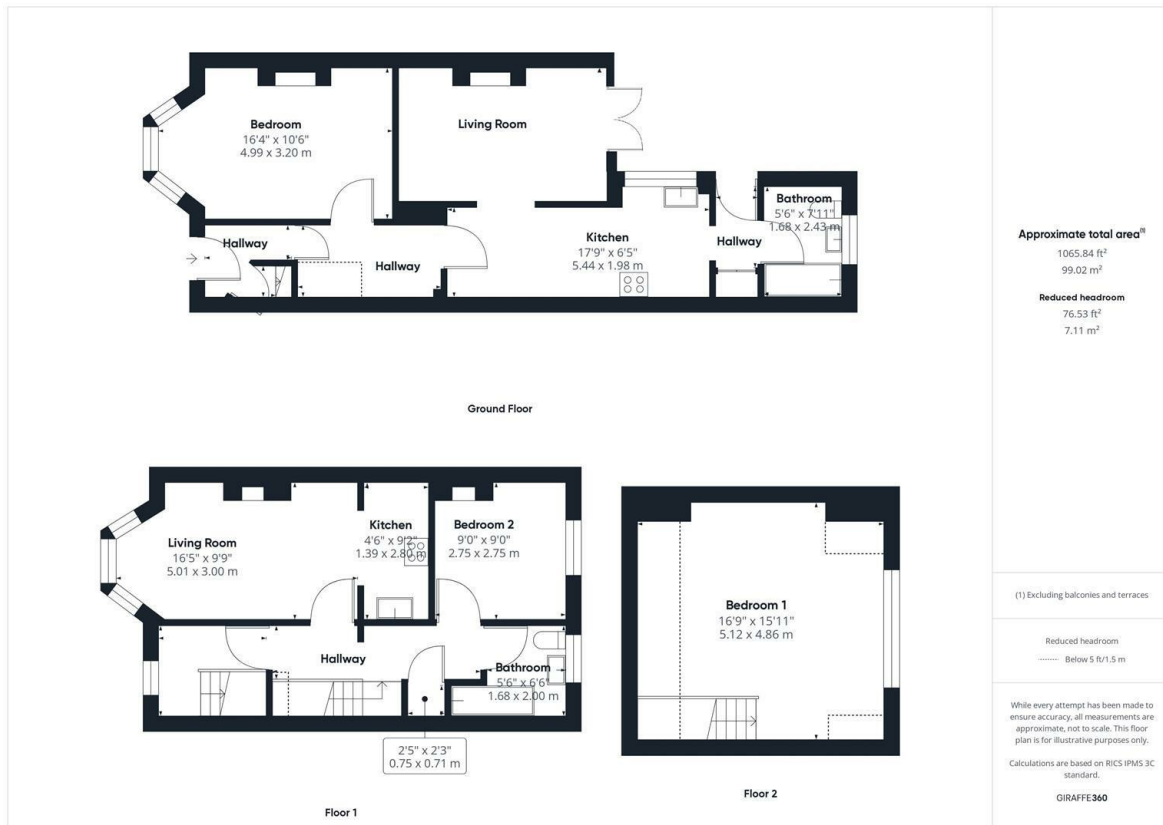 Bedroom
16'4" x 10'6"
4.99 x 3.20 m
Living Room
Hallway
Hallway
Kitchen
17'9" x 6'5"
5.44 x 1.98 m
Hallway
Bathroom
5'6" x 7'11"
1.68 x 2.43 m
Ground Floor
Living Room
16'5" x 9'9"
5.01 x 3.00 m
Kitchen
4'6" x 9'2"
1.39 x 2.80 m
Bedroom 2
9'0" x 9'0"
2.75 x 2.75 m
Hallway
Bathroom
5'6" x 6'6"
1.68 x 2.00 m
2'5" x 2'3"
0.75 x 0.71 m
Floor 1
Bedroom 1
16'9" x 15'11"
5.12 x 4.86 m
Floor 2
Approximate total area(1)
1065.84 ft²
99.02 m²
Reduced headroom
76.53 ft²
7.11 m²
(1) Excluding balconies and terraces
Reduced headroom
Below 5 ft/1.5 m
While every attempt has been made to
ensure accuracy, all measurements are
approximate, not to scale. This floor
plan is for illustrative purposes only.
Calculations are based on RICS IPMS 3C
standard.
GIRAFFE360